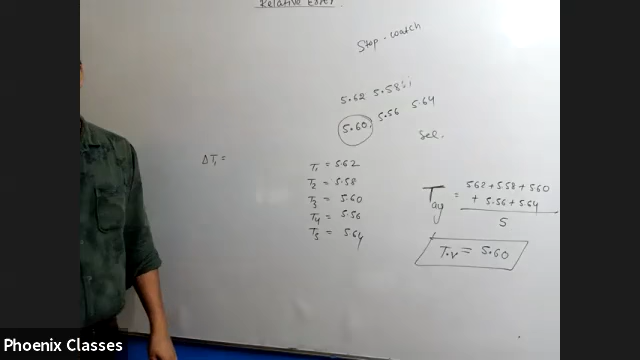 Relative Error
Stop-watch
5.62 5.58
5.60, 5.56 5.64
Sec.
ΔT₁ =
T₁ = 5.62
T₂ = 5.58
T₃ = 5.60
T₄ = 5.56
T₅ = 5.64
Tav = 5.62 + 5.58 + 5.60
+ 5.56 + 5.64
5
T.V = 5.60
Phoenix Classes